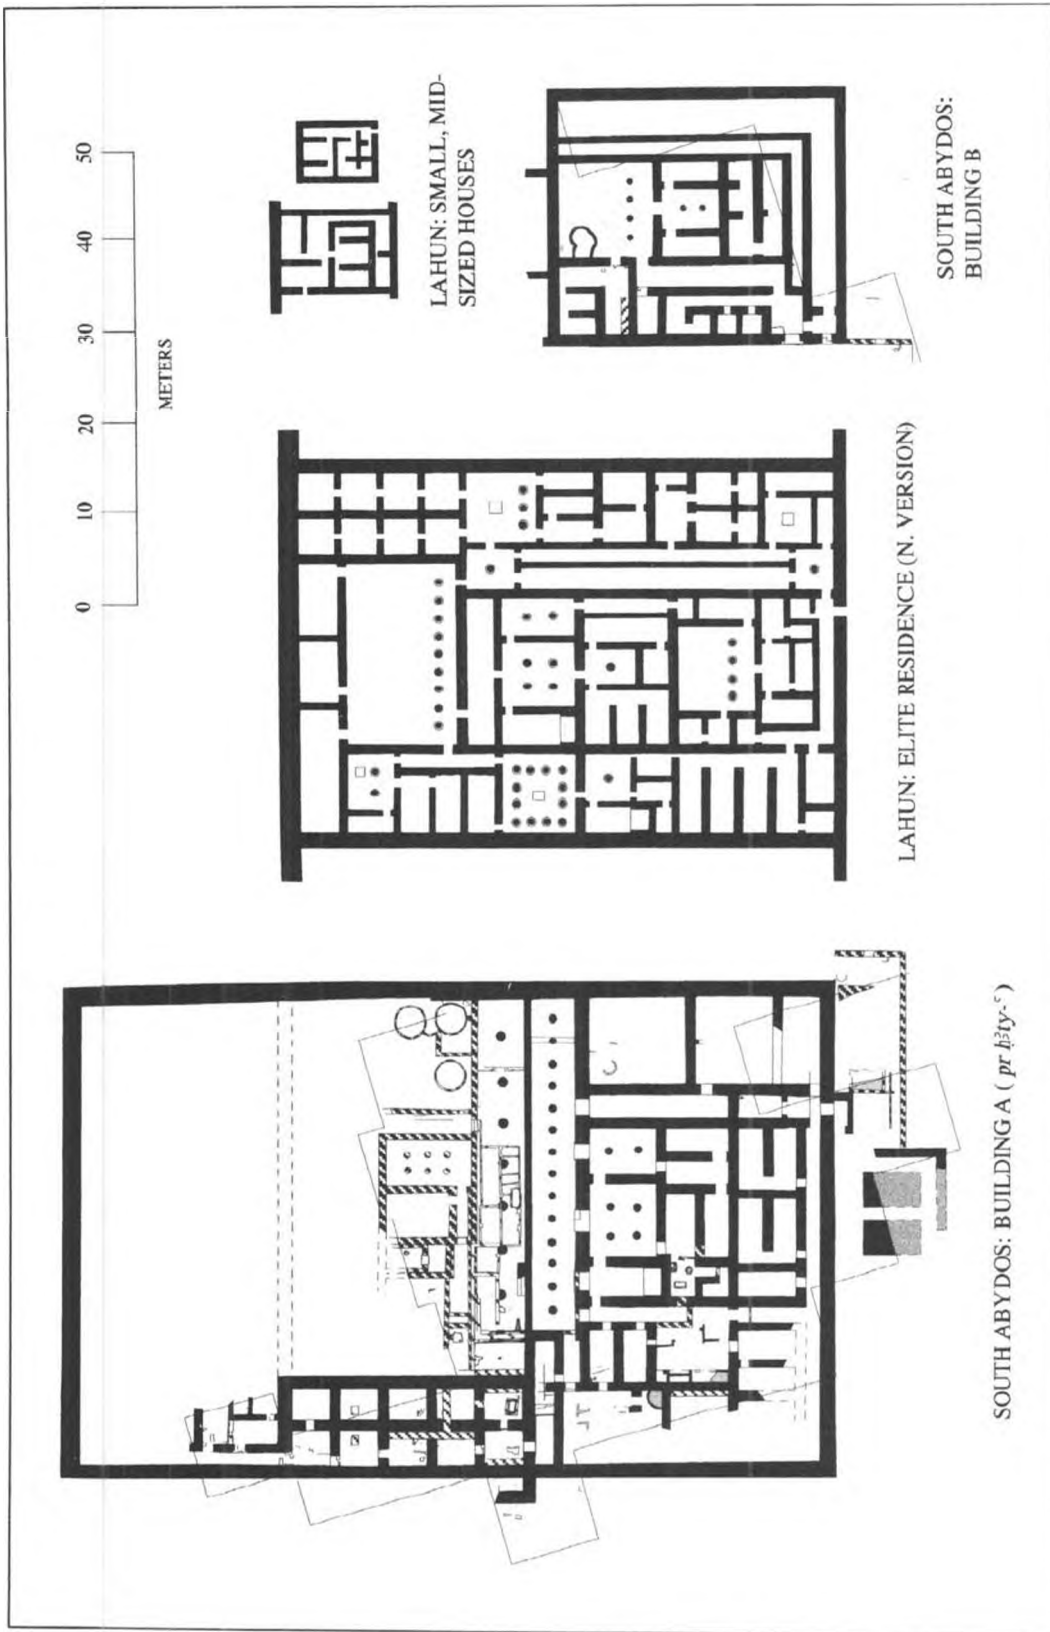 SOUTH ABYDOS: BUILDING A ( pr ḥꜣty-ꜥ)
LAHUN: ELITE RESIDENCE (N. VERSION)
0 10 20 30 40 50
METERS
LAHUN: SMALL, MID-
SIZED HOUSES
SOUTH ABYDOS:
BUILDING B